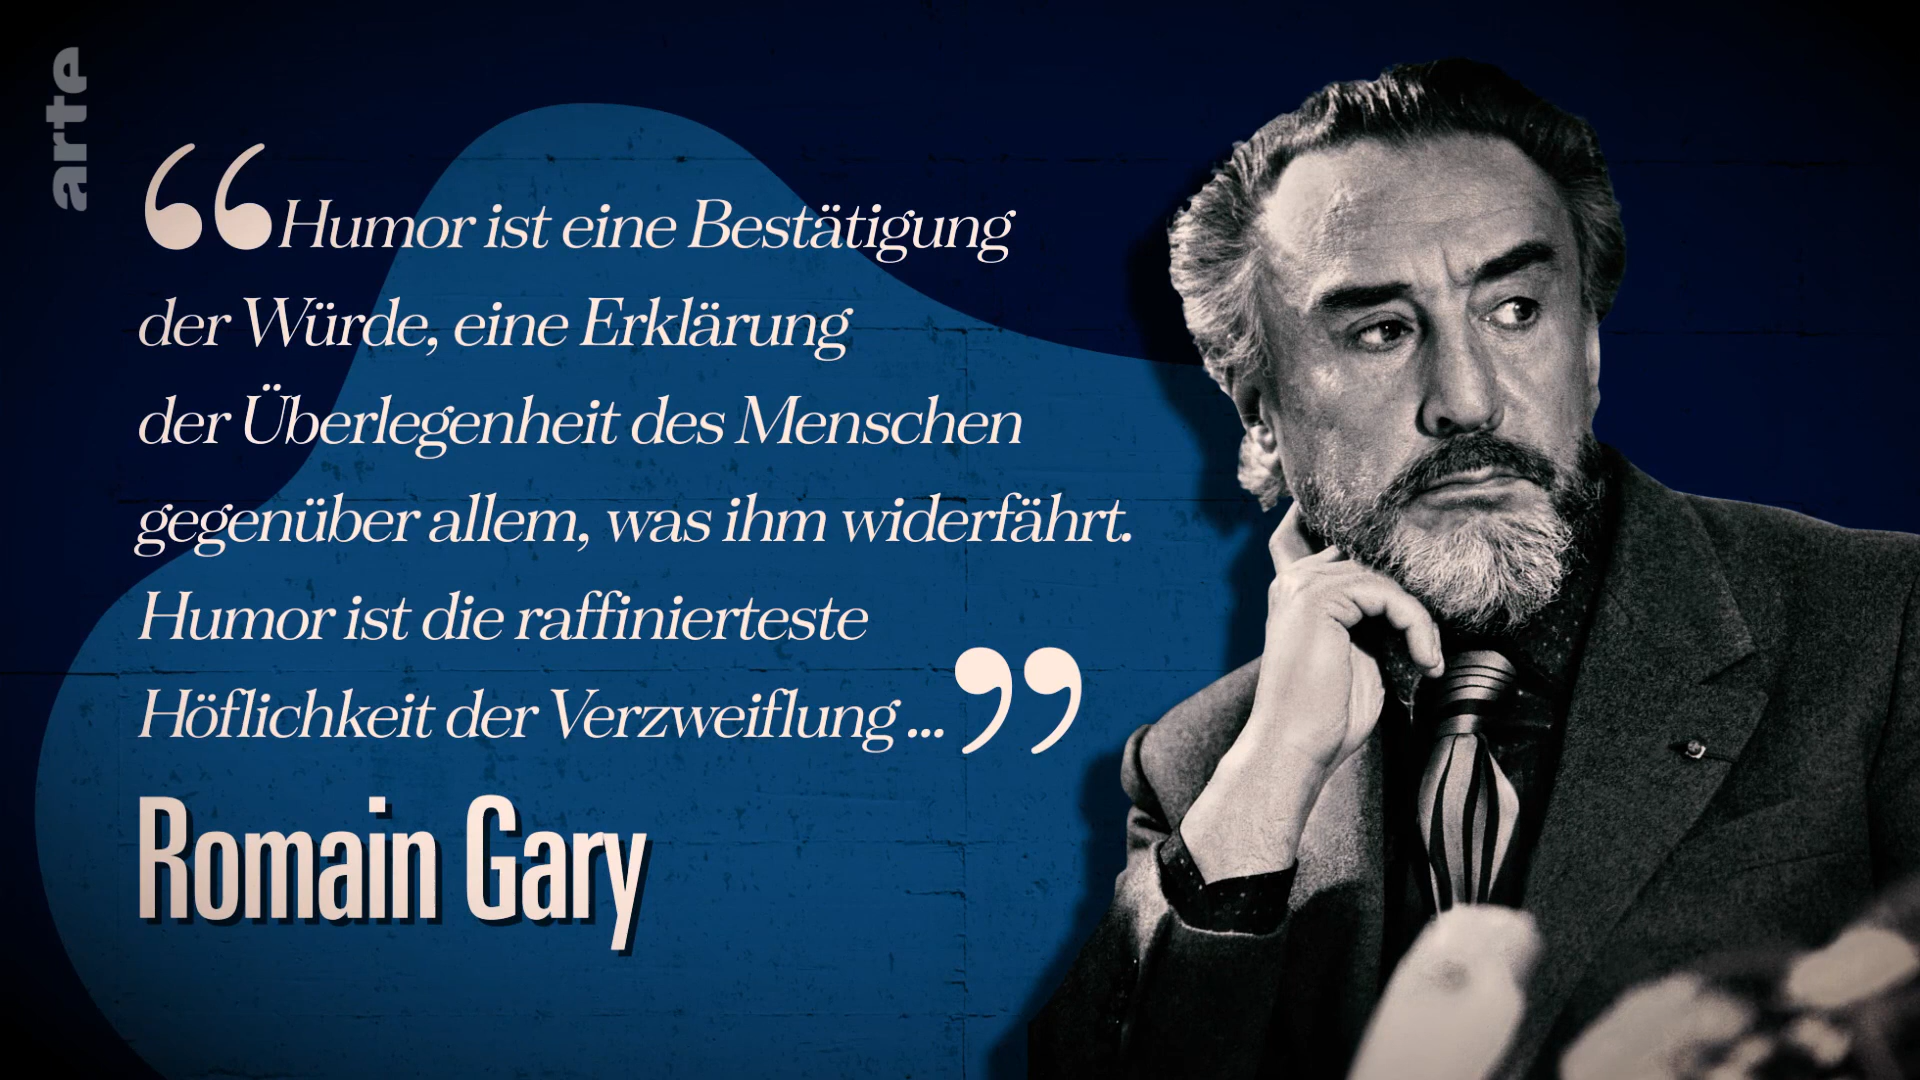 arte
“Humor ist eine Bestätigung
der Würde, eine Erklärung
der Überlegenheit des Menschen
gegenüber allem, was ihm widerfährt.
Humor ist die raffinierteste
Höflichkeit der Verzweiflung ...”
Romain Gary